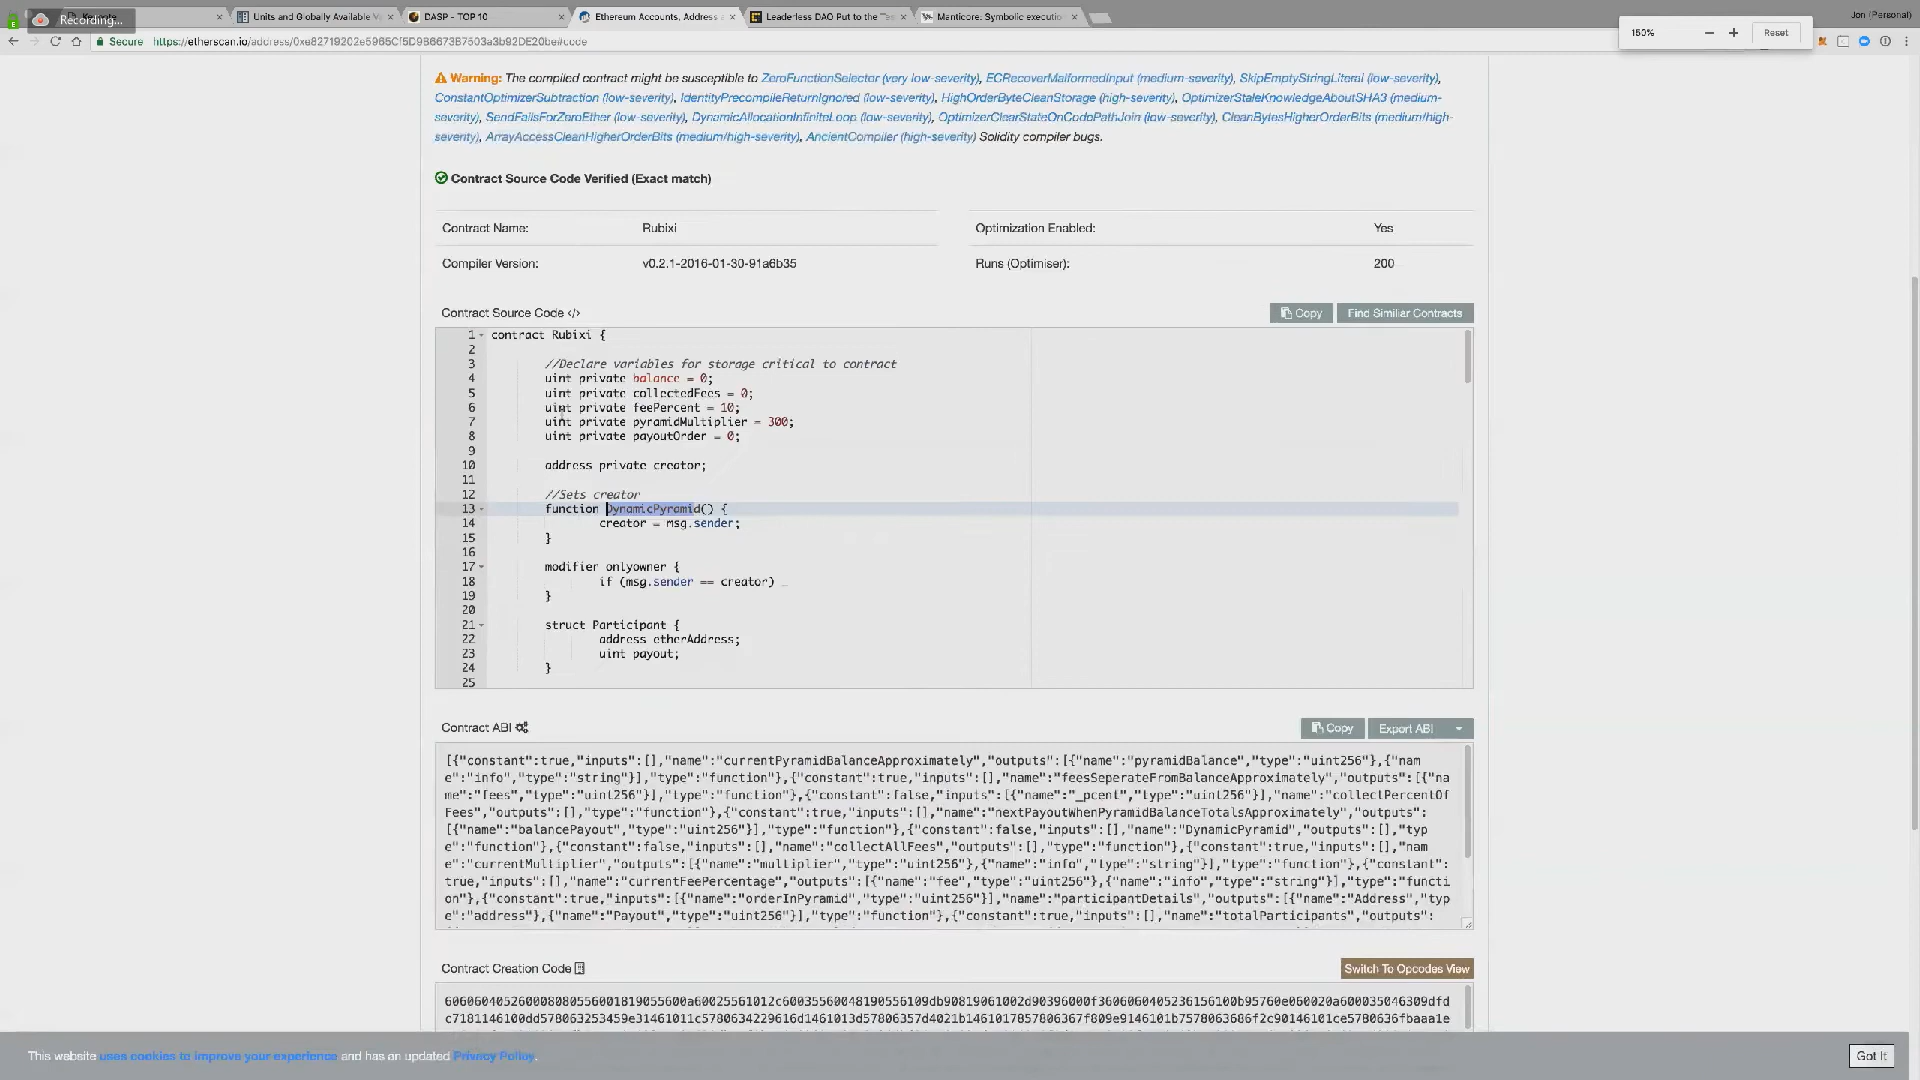 Recording...
Units and Globally Available V
DASP - TOP 10
Ethereum Accounts, Address a
Leaderless DAO Put to the Tes
Manticore: Symbolic executio
Jon (Personal)
Secure
https://etherscan.io/address/0xe82719202e5965Cf5D9B6673B7503a3b92DE20be#code
150%
Reset
Warning: The compiled contract might be susceptible to ZeroFunctionSelector (very low-severity), ECRecoverMalformedInput (medium-severity), SkipEmptyStringLiteral (low-severity),
ConstantOptimizerSubtraction (low-severity), IdentityPrecompileReturnIgnored (low-severity), HighOrderByteCleanStorage (high-severity), OptimizerStaleKnowledgeAboutSHA3 (medium-
severity), SendFailsForZeroEther (low-severity), DynamicAllocationInfiniteLoop (low-severity), OptimizerClearStateOnCodePathJoin (low-severity), CleanBytesHigherOrderBits (medium/high-
severity), ArrayAccessCleanHigherOrderBits (medium/high-severity), AncientCompiler (high-severity) Solidity compiler bugs.
Contract Source Code Verified (Exact match)
Contract Name: Rubixi
Optimization Enabled: Yes
Compiler Version: v0.2.1-2016-01-30-91a6b35
Runs (Optimiser): 200
Contract Source Code </>
Copy
Find Similiar Contracts
1 contract Rubixi {
2
3 //Declare variables for storage critical to contract
4 uint private balance = 0;
5 uint private collectedFees = 0;
6 uint private feePercent = 10;
7 uint private pyramidMultiplier = 300;
8 uint private payoutOrder = 0;
9
10 address private creator;
11
12 //Sets creator
13 function DynamicPyramid() {
14 creator = msg.sender;
15 }
16
17 modifier onlyowner {
18 if (msg.sender == creator) _
19 }
20
21 struct Participant {
22 address etherAddress;
23 uint payout;
24 }
25
Contract ABI
Copy
Export ABI
[{"constant":true,"inputs":[],"name":"currentPyramidBalanceApproximately","outputs":[{"name":"pyramidBalance","type":"uint256"},{"nam
e":"info","type":"string"}],"type":"function"},{"constant":true,"inputs":[],"name":"feesSeperateFromBalanceApproximately","outputs":[{"na
me":"fees","type":"uint256"}],"type":"function"},{"constant":false,"inputs":[{"name":"_pcent","type":"uint256"}],"name":"collectPercentOf
Fees","outputs":[],"type":"function"},{"constant":true,"inputs":[],"name":"nextPayoutWhenPyramidBalanceTotalsApproximately","outputs":
[{"name":"balancePayout","type":"uint256"}],"type":"function"},{"constant":false,"inputs":[],"name":"DynamicPyramid","outputs":[],"typ
e":"function"},{"constant":false,"inputs":[],"name":"collectAllFees","outputs":[],"type":"function"},{"constant":true,"inputs":[],"nam
e":"currentMultiplier","outputs":[{"name":"multiplier","type":"uint256"},{"name":"info","type":"string"}],"type":"function"},{"constant":
true,"inputs":[],"name":"currentFeePercentage","outputs":[{"name":"fee","type":"uint256"},{"name":"info","type":"string"}],"type":"functi
on"},{"constant":true,"inputs":[{"name":"orderInPyramid","type":"uint256"}],"name":"participantDetails","outputs":[{"name":"Address","typ
e":"address"},{"name":"Payout","type":"uint256"}],"type":"function"},{"constant":true,"inputs":[],"name":"totalParticipants","outputs":
Contract Creation Code
Switch To Opcodes View
This website uses cookies to improve your experience and has an updated Privacy Policy.
Got It